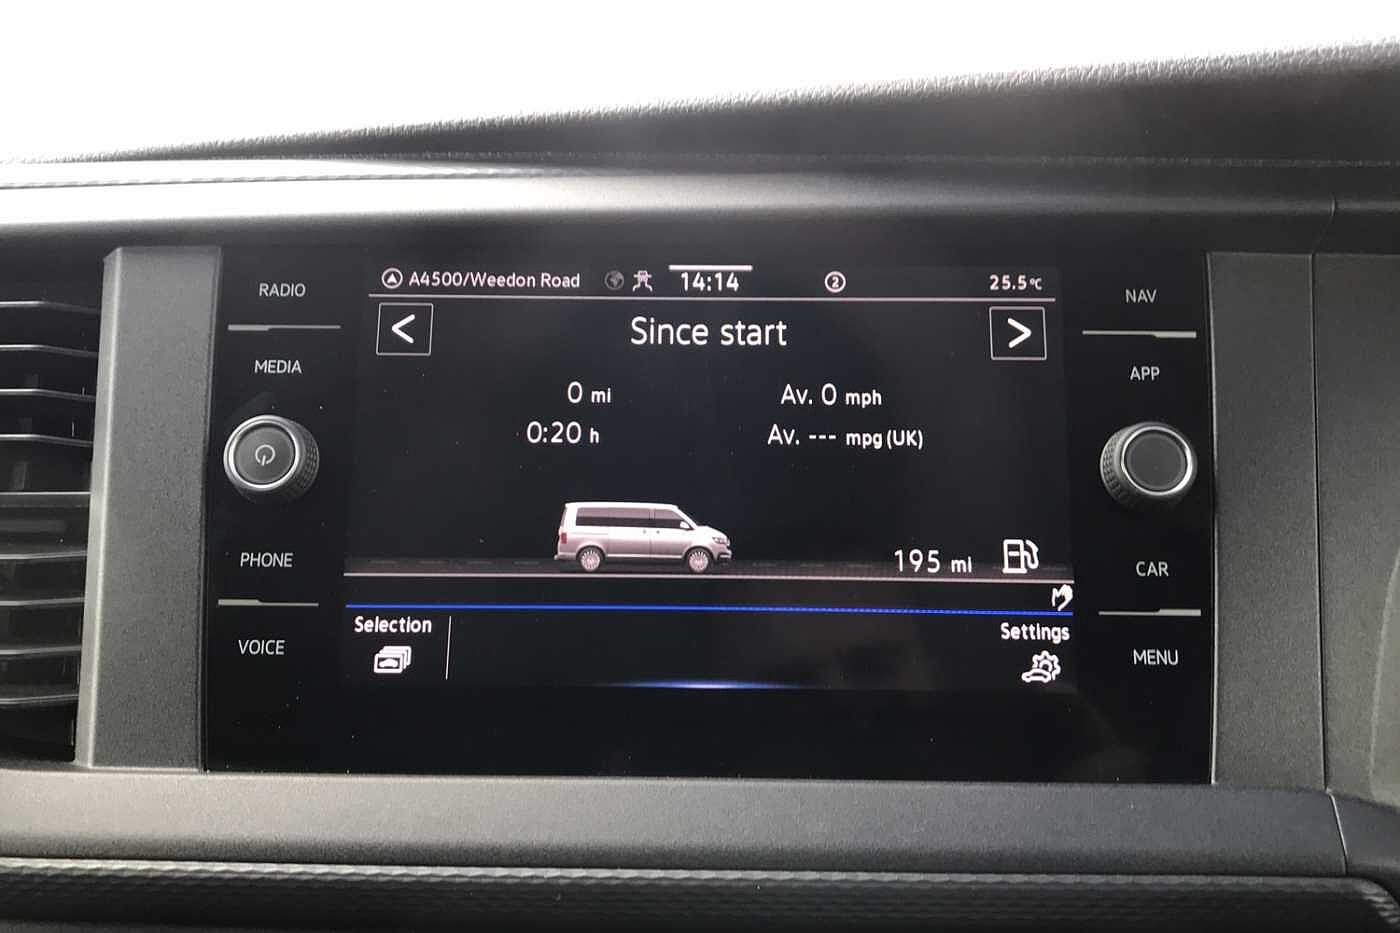 RADIO
MEDIA
PHONE
VOICE
A4500/Weedon Road
14:14
2
25.5°C
<
Since start
>
0 mi
Av. 0 mph
0:20 h
Av. --- mpg (UK)
195 mi
Selection
Settings
NAV
APP
CAR
MENU